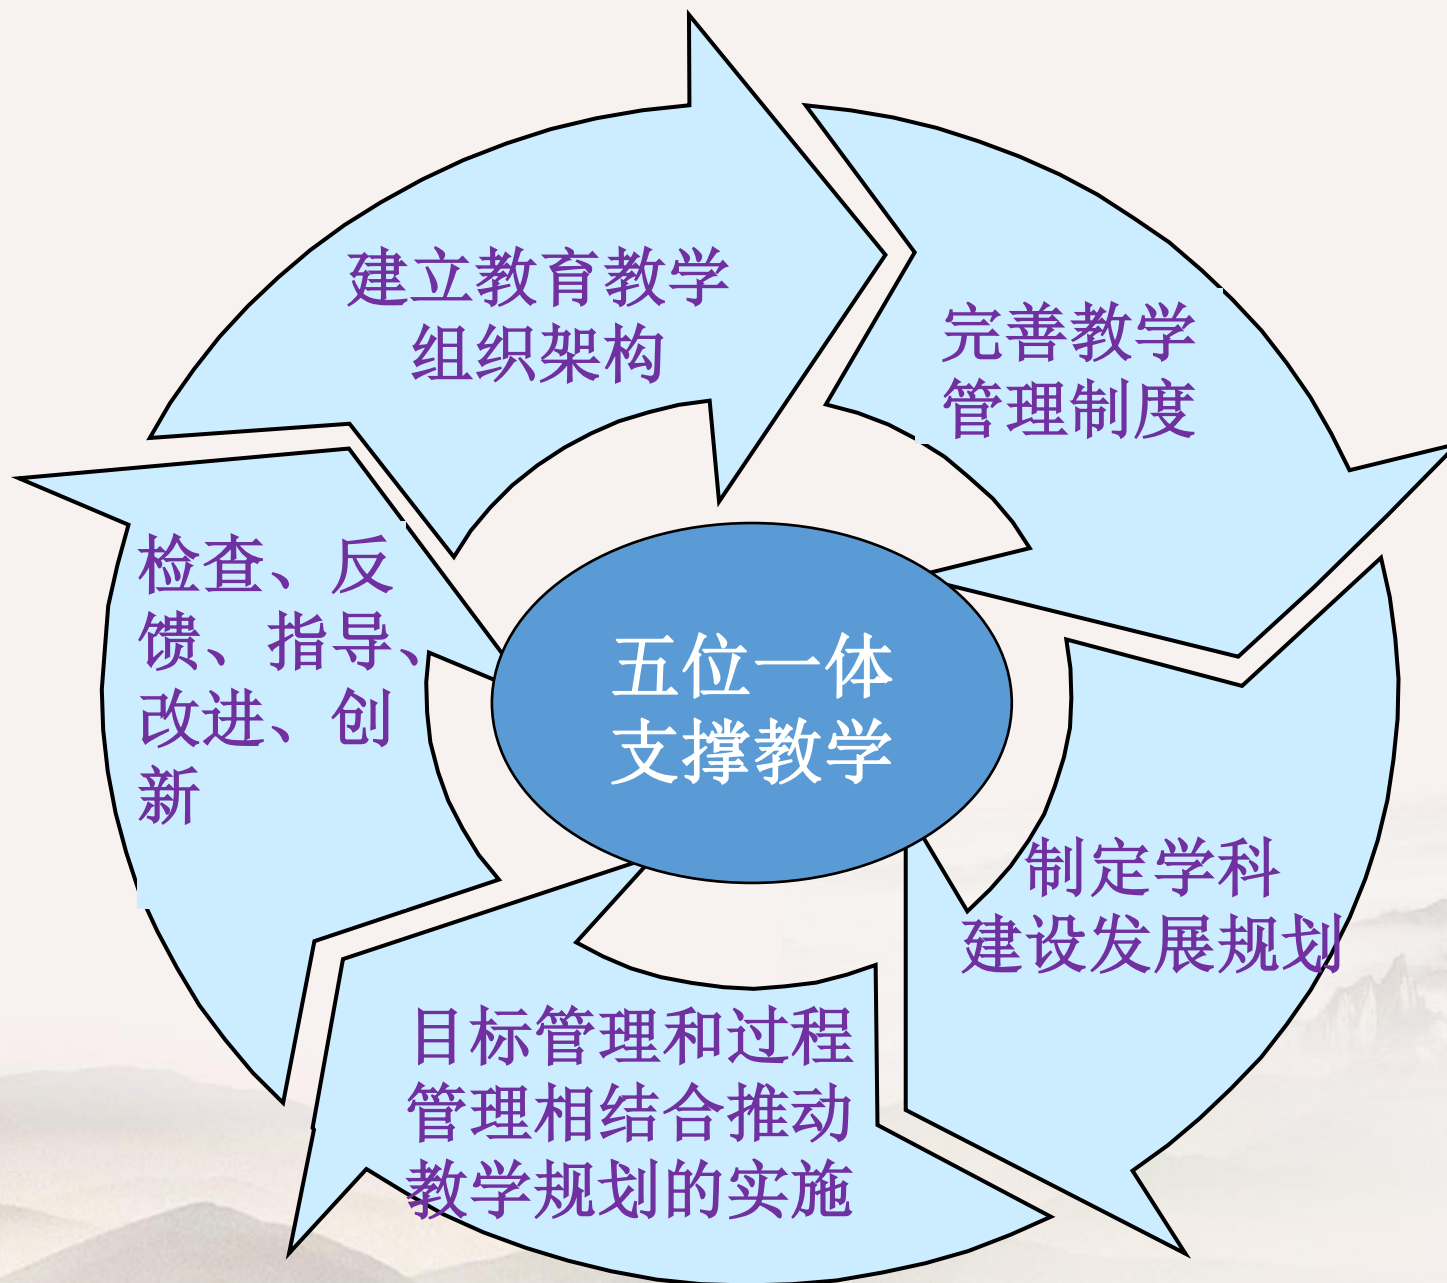 建立教育教学
组织架构
完善教学
管理制度
检查、反
馈、指导、
改进、创
新
五位一体
支撑教学
制定学科
建设发展规划
目标管理和过程
管理相结合推动
教学规划的实施